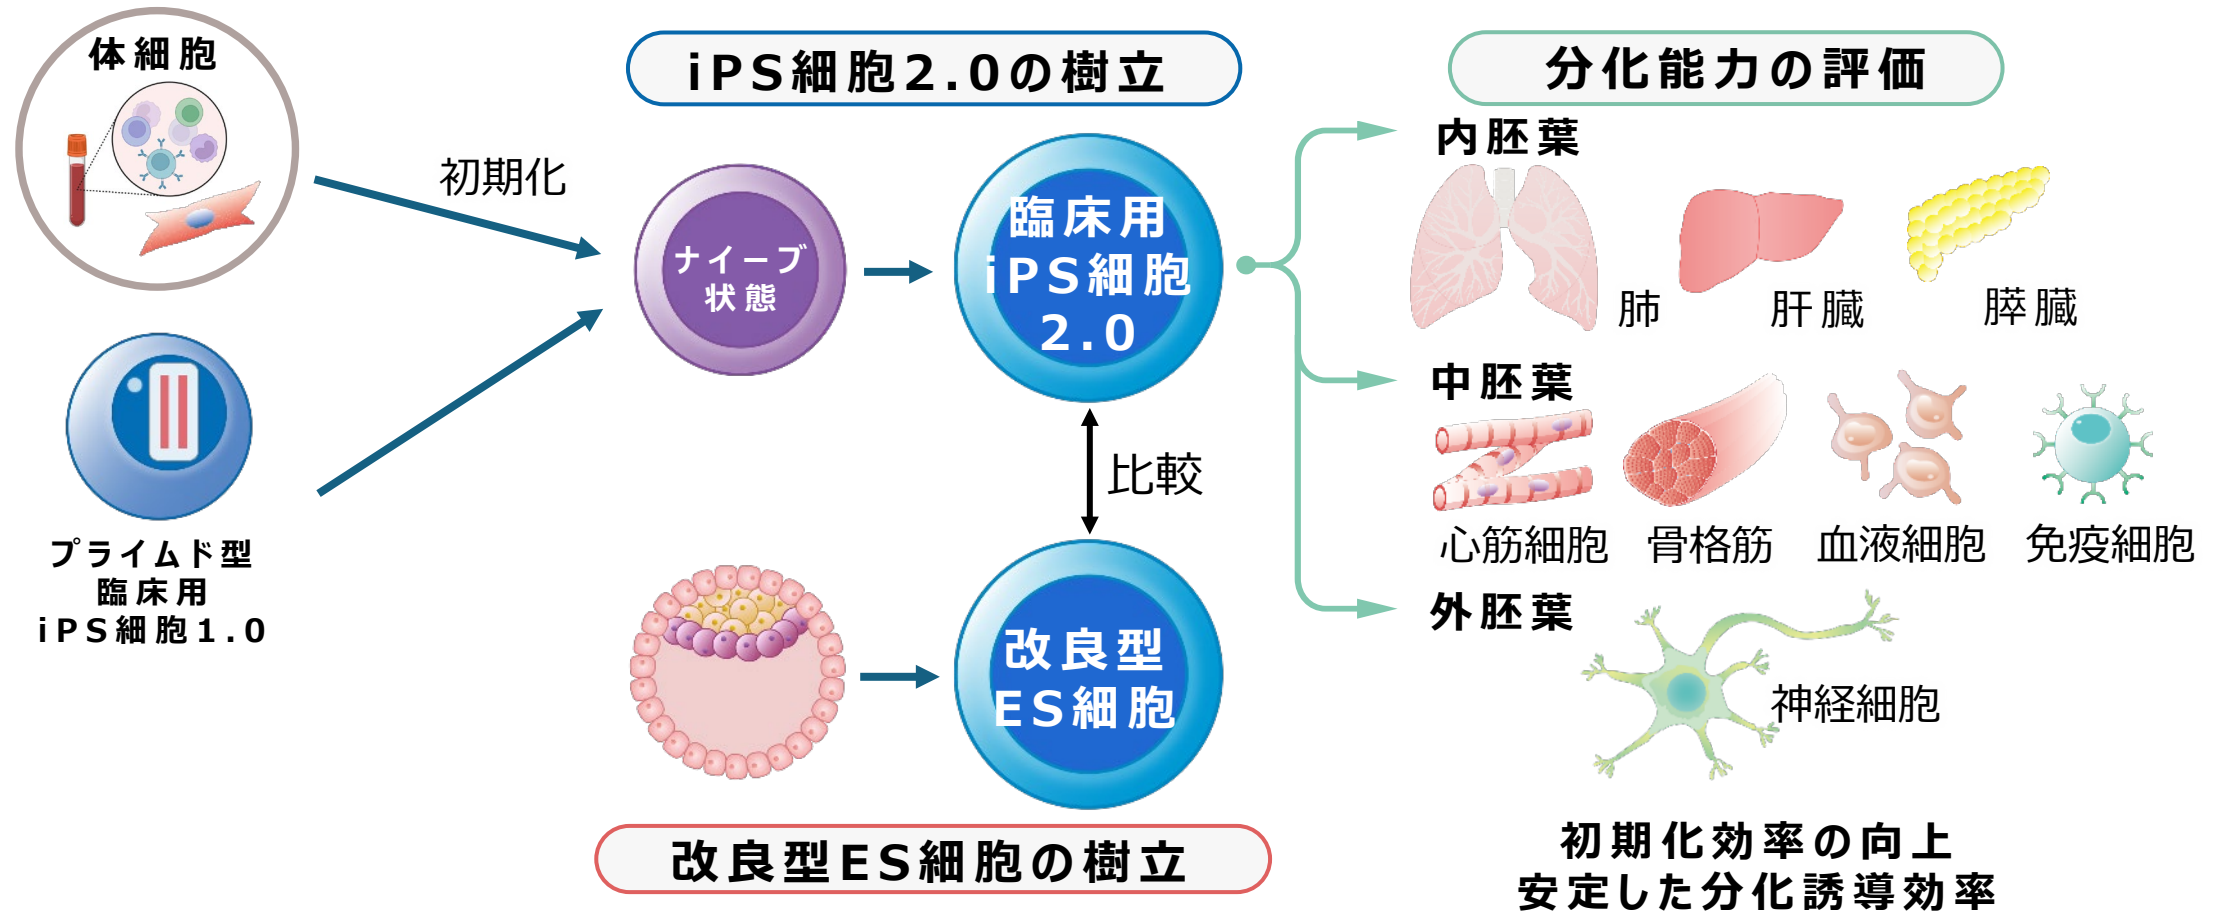 体細胞
初期化
プライムド型
臨床用
iPS細胞1.0
iPS細胞2.0の樹立
ナイーブ
状態
臨床用
iPS細胞
2.0
比較
改良型
ES細胞
改良型ES細胞の樹立
分化能力の評価
内胚葉
肺
肝臓
膵臓
中胚葉
心筋細胞
骨格筋
血液細胞
免疫細胞
外胚葉
神経細胞
初期化効率の向上
安定した分化誘導効率